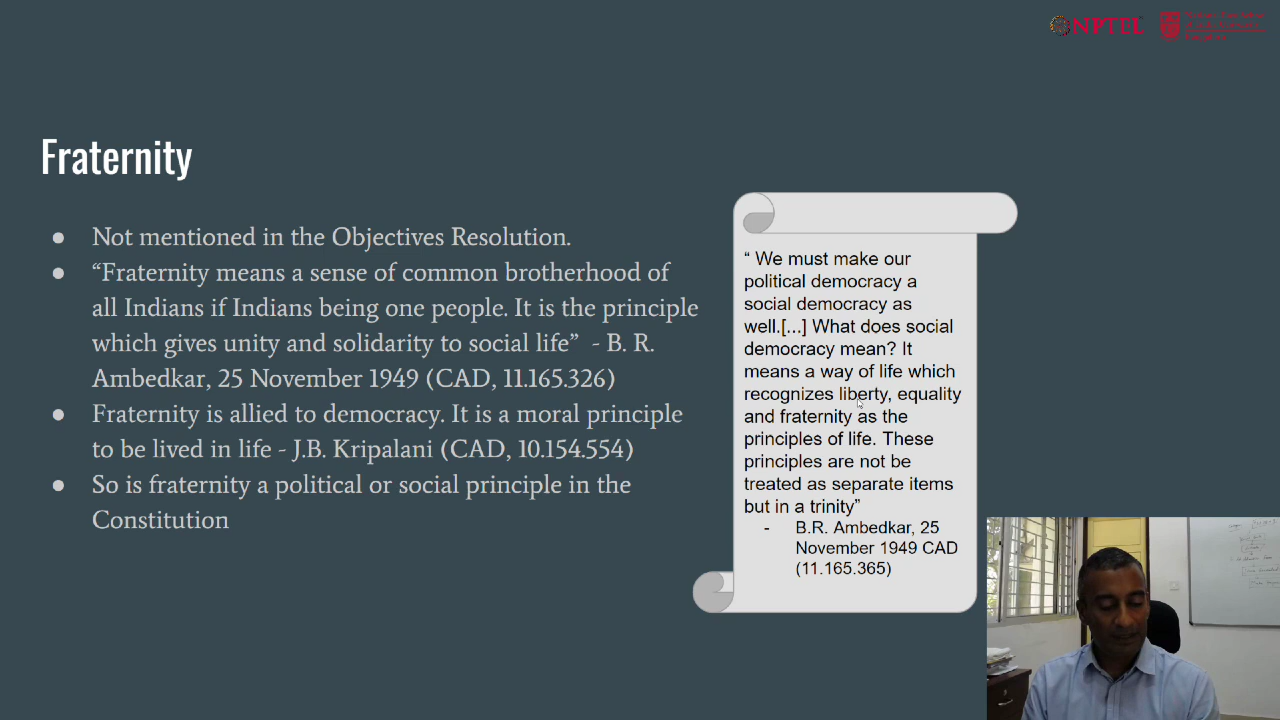 NPTEL
Fraternity
● Not mentioned in the Objectives Resolution.
● “Fraternity means a sense of common brotherhood of
all Indians if Indians being one people. It is the principle
which gives unity and solidarity to social life” - B. R.
Ambedkar, 25 November 1949 (CAD, 11.165.326)
● Fraternity is allied to democracy. It is a moral principle
to be lived in life - J.B. Kripalani (CAD, 10.154.554)
● So is fraternity a political or social principle in the
Constitution
“ We must make our
political democracy a
social democracy as
well.[...] What does social
democracy mean? It
means a way of life which
recognizes liberty, equality
and fraternity as the
principles of life. These
principles are not be
treated as separate items
but in a trinity”
- B.R. Ambedkar, 25
November 1949 CAD
(11.165.365)